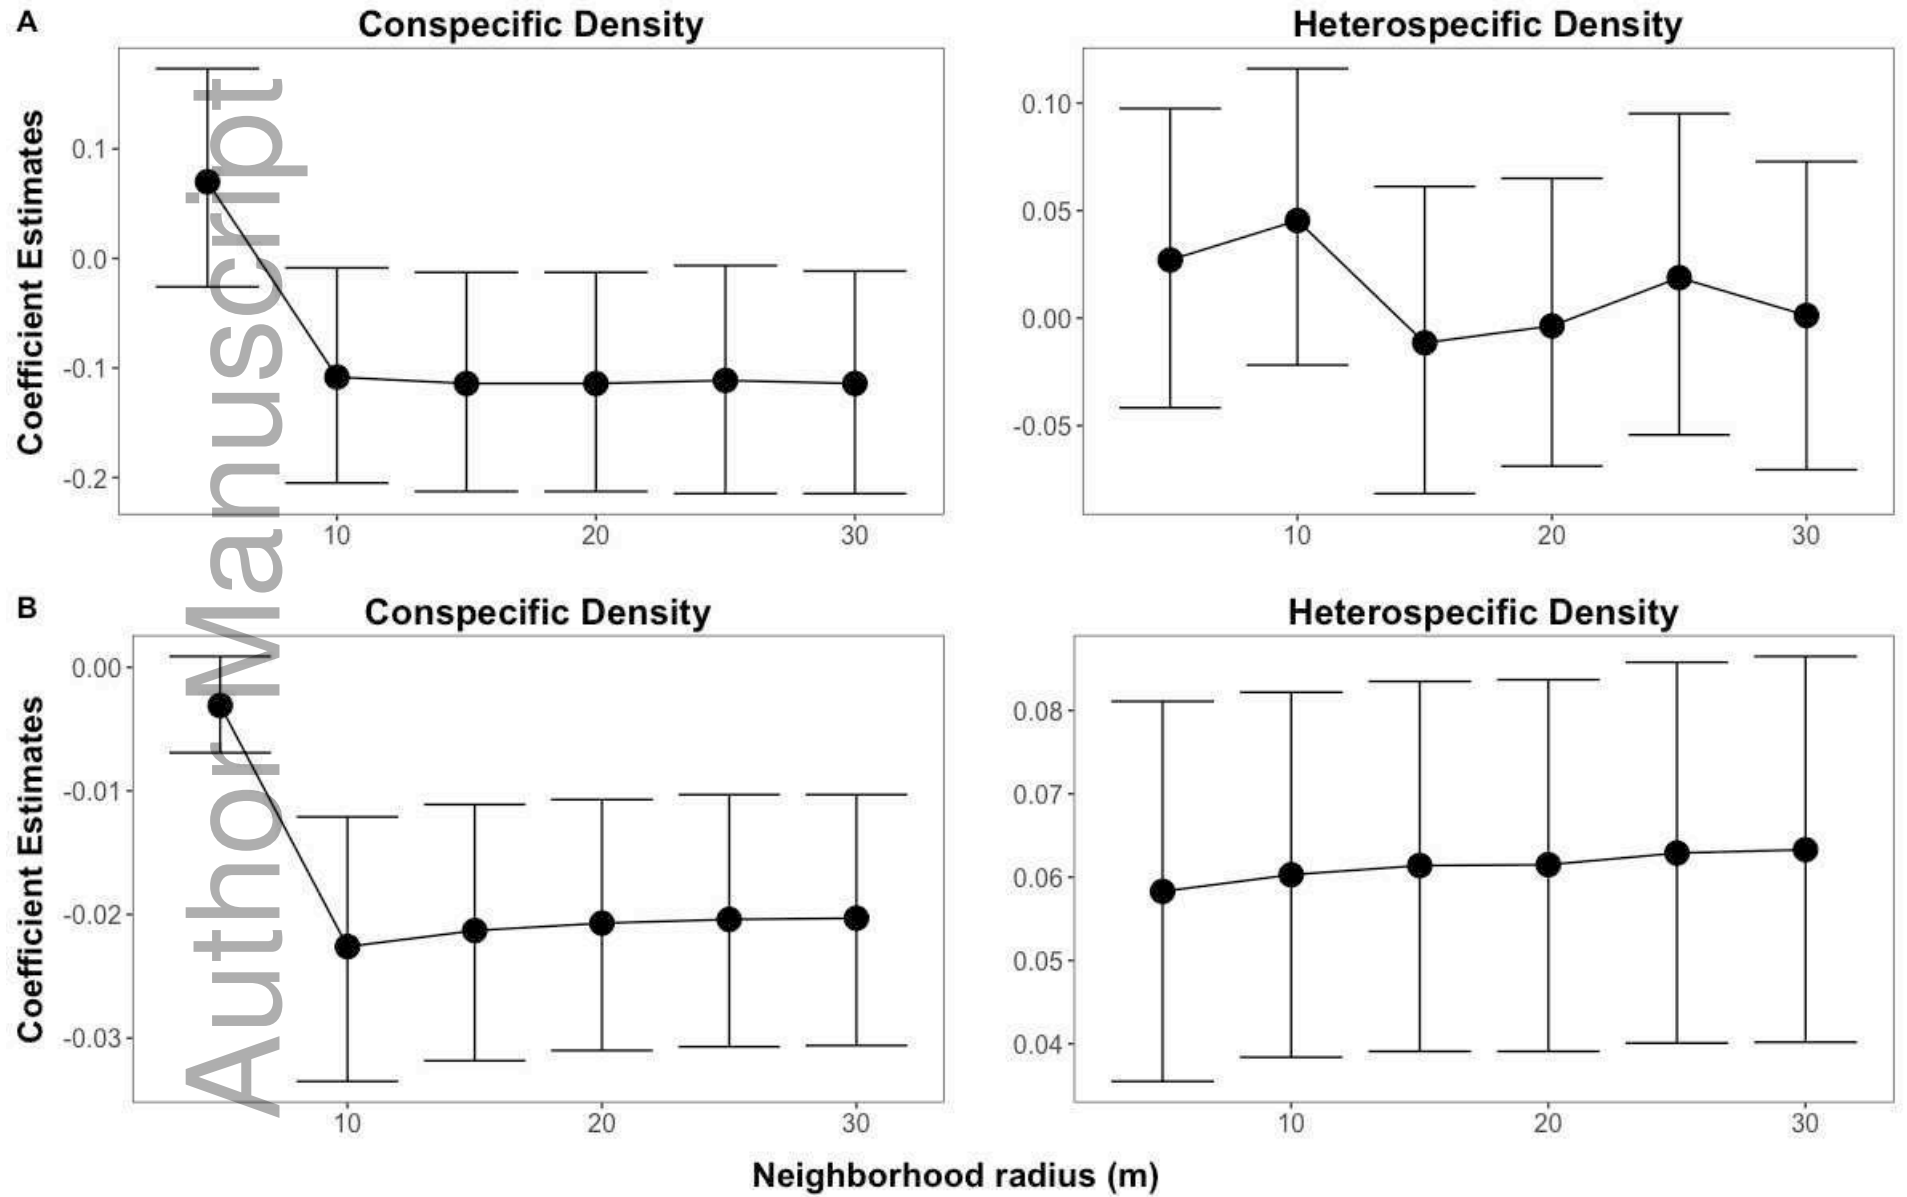 A
Conspecific Density
Heterospecific Density
Coefficient Estimates
0.1
0.0
-0.1
-0.2
10 20 30
0.10
0.05
0.00
-0.05
10 20 30
B
Conspecific Density
Heterospecific Density
Coefficient Estimates
0.00
-0.01
-0.02
-0.03
10 20 30
0.08
0.07
0.06
0.05
0.04
10 20 30
Neighborhood radius (m)
Author Manuscript